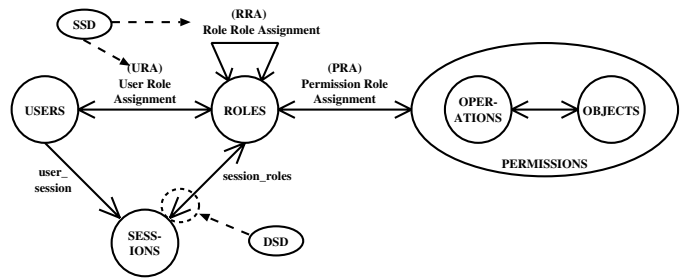 SSD
(RRA)
Role Role Assignment
(URA)
User Role
Assignment
(PRA)
Permission Role
Assignment
USERS
ROLES
OPER-
ATIONS
OBJECTS
PERMISSIONS
user_
session
session_roles
SESS-
IONS
DSD